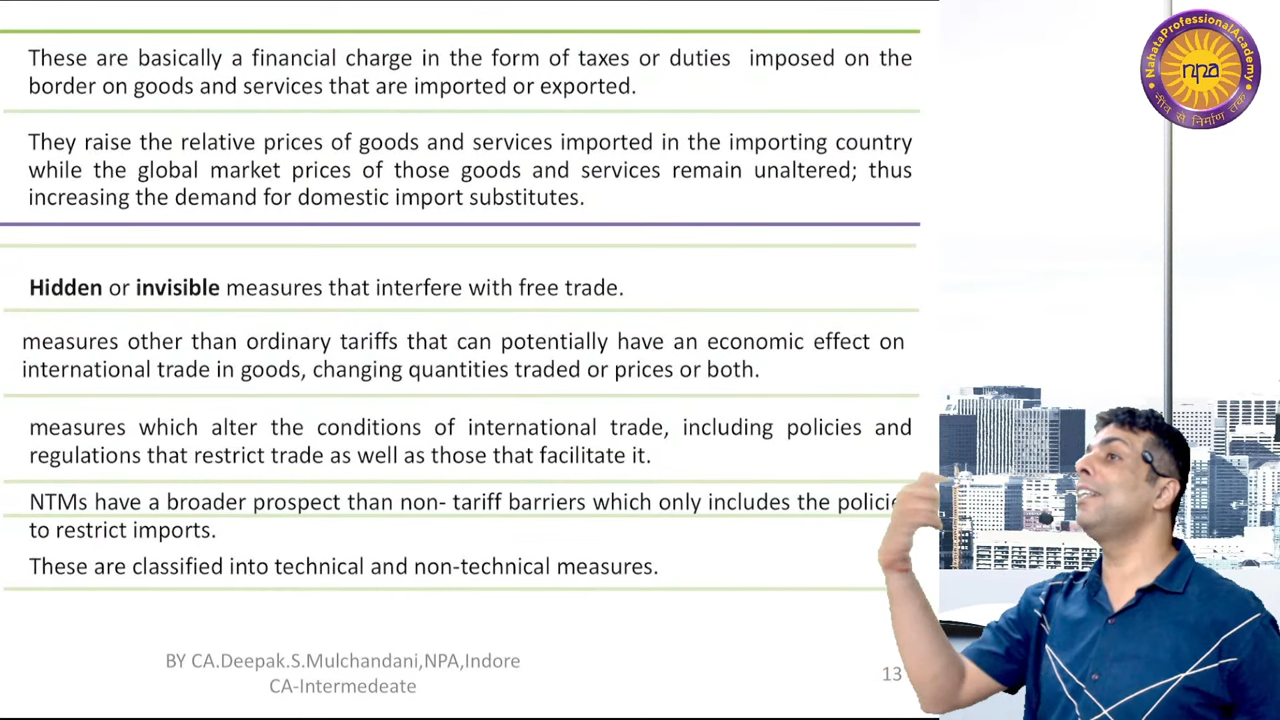 These are basically a financial charge in the form of taxes or duties imposed on the
border on goods and services that are imported or exported.
They raise the relative prices of goods and services imported in the importing country
while the global market prices of those goods and services remain unaltered; thus
increasing the demand for domestic import substitutes.
Hidden or invisible measures that interfere with free trade.
measures other than ordinary tariffs that can potentially have an economic effect on
international trade in goods, changing quantities traded or prices or both.
measures which alter the conditions of international trade, including policies and
regulations that restrict trade as well as those that facilitate it.
NTMs have a broader prospect than non- tariff barriers which only includes the policie
to restrict imports.
These are classified into technical and non-technical measures.
BY CA.Deepak.S.Mulchandani,NPA,Indore
CA-Intermedeate
13
NahataProfessionalAcademy
npa
नींव से निर्माण तक